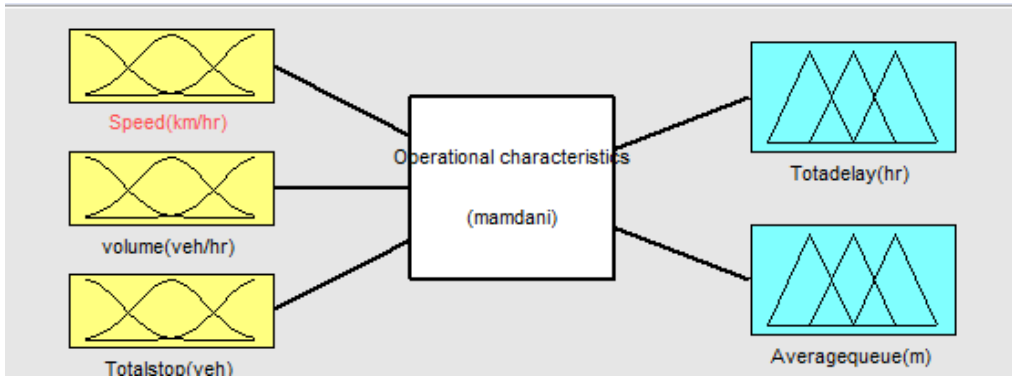 Speed(km/hr)
volume(veh/hr)
Totalstop(veh)
Operational characteristics
(mamdani)
Totadelay(hr)
Averagequeue(m)